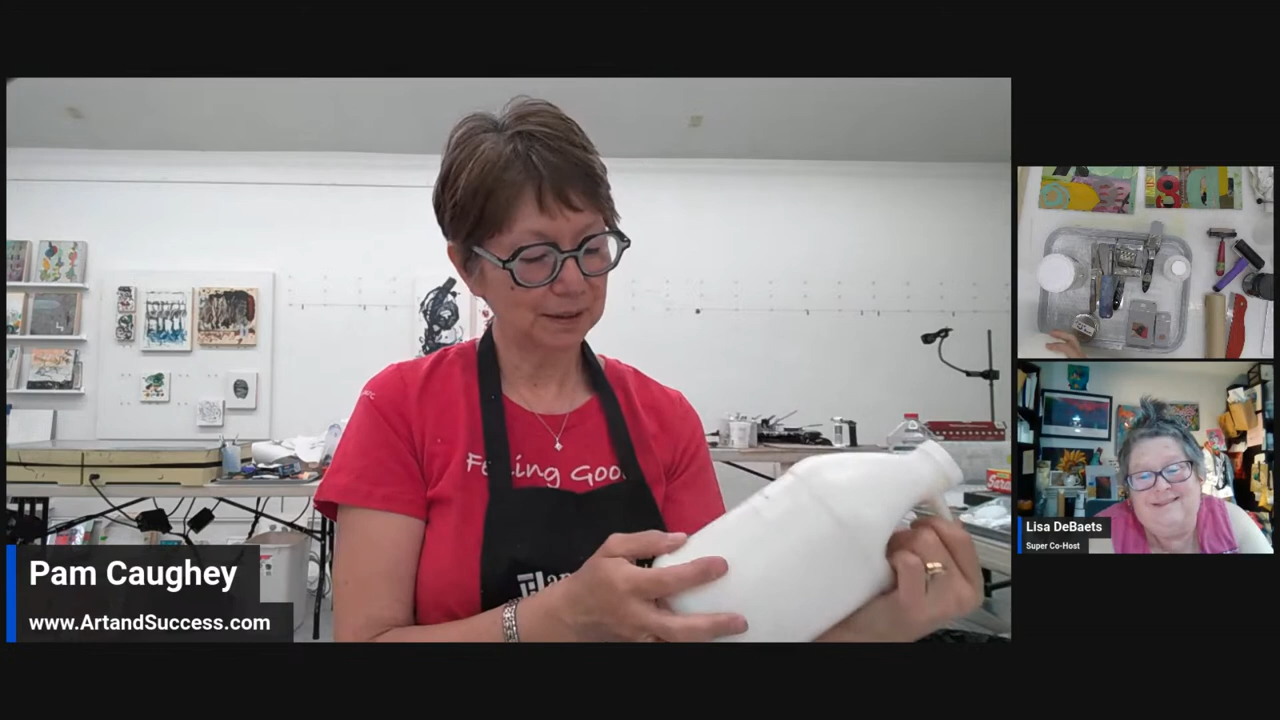 Feeling Good
Pam Caughey
www.ArtandSuccess.com
Lisa DeBaets
Super Co-Host